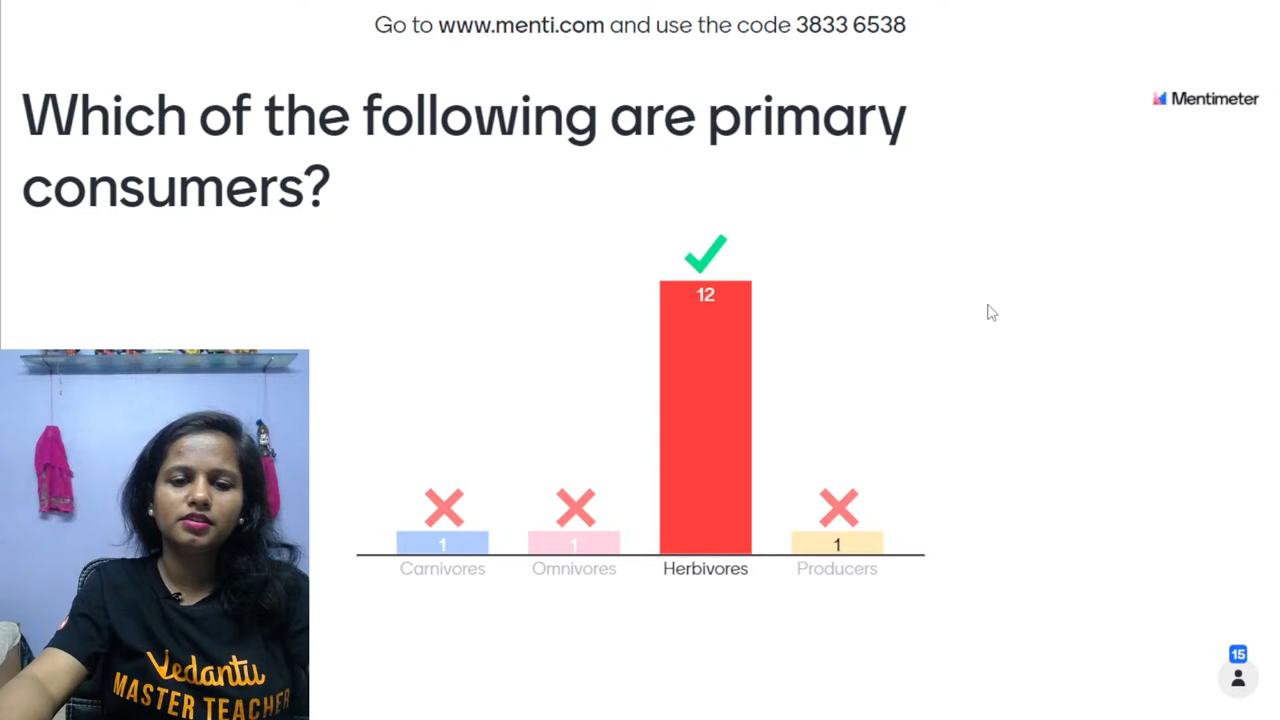 Go to www.menti.com and use the code 3833 6538
Mentimeter
Which of the following are primary
consumers?
12
1
1
1
Carnivores
Omnivores
Herbivores
Producers
Vedantu
MASTER TEACHER
15